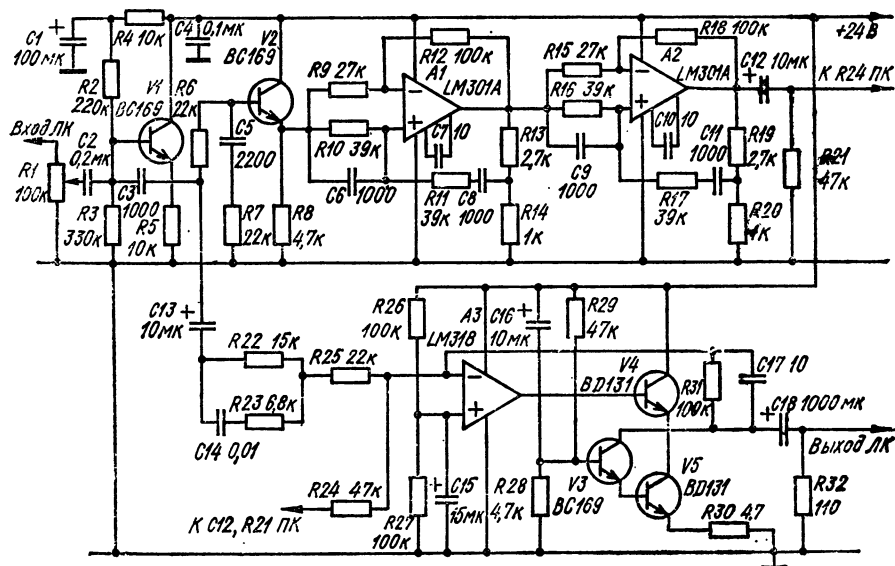 C1
100 мк
R4 10к
C4 0,1мк
V2
BC169
R2
220к
V1
BC169
R6
22к
R9 27к
R12 100к
A1
LM301A
R15 27к
R18 100к
A2
LM301A
+24 В
C12 10мк
К R24 ПК
R16 39к
Вход ЛК
C2
0,2мк
C5
2200
R10 39к
C7 10
R13
2,7к
C10 10
C11
1000
R19
2,7к
R21
47к
R1
100к
C3
1000
C6
1000
R11
39к
C8
1000
C9
1000
R17
39к
R3
330к
R5
10к
R7
22к
R8
4,7к
R14
1к
R20
1к
C13
10мк
R26
100к
A3
LM318
C16
10мк
R29
47к
R22 15к
R25 22к
V4
BD131
R31
100к
C17 10
R23 6,8к
C14 0,01
C18 1000 мк
Выход ЛК
R24 47к
К C12, R21 ПК
R27
100к
C15
15мк
R28
4,7к
V3
BC169
V5
BD131
R30 4,7
R32
110